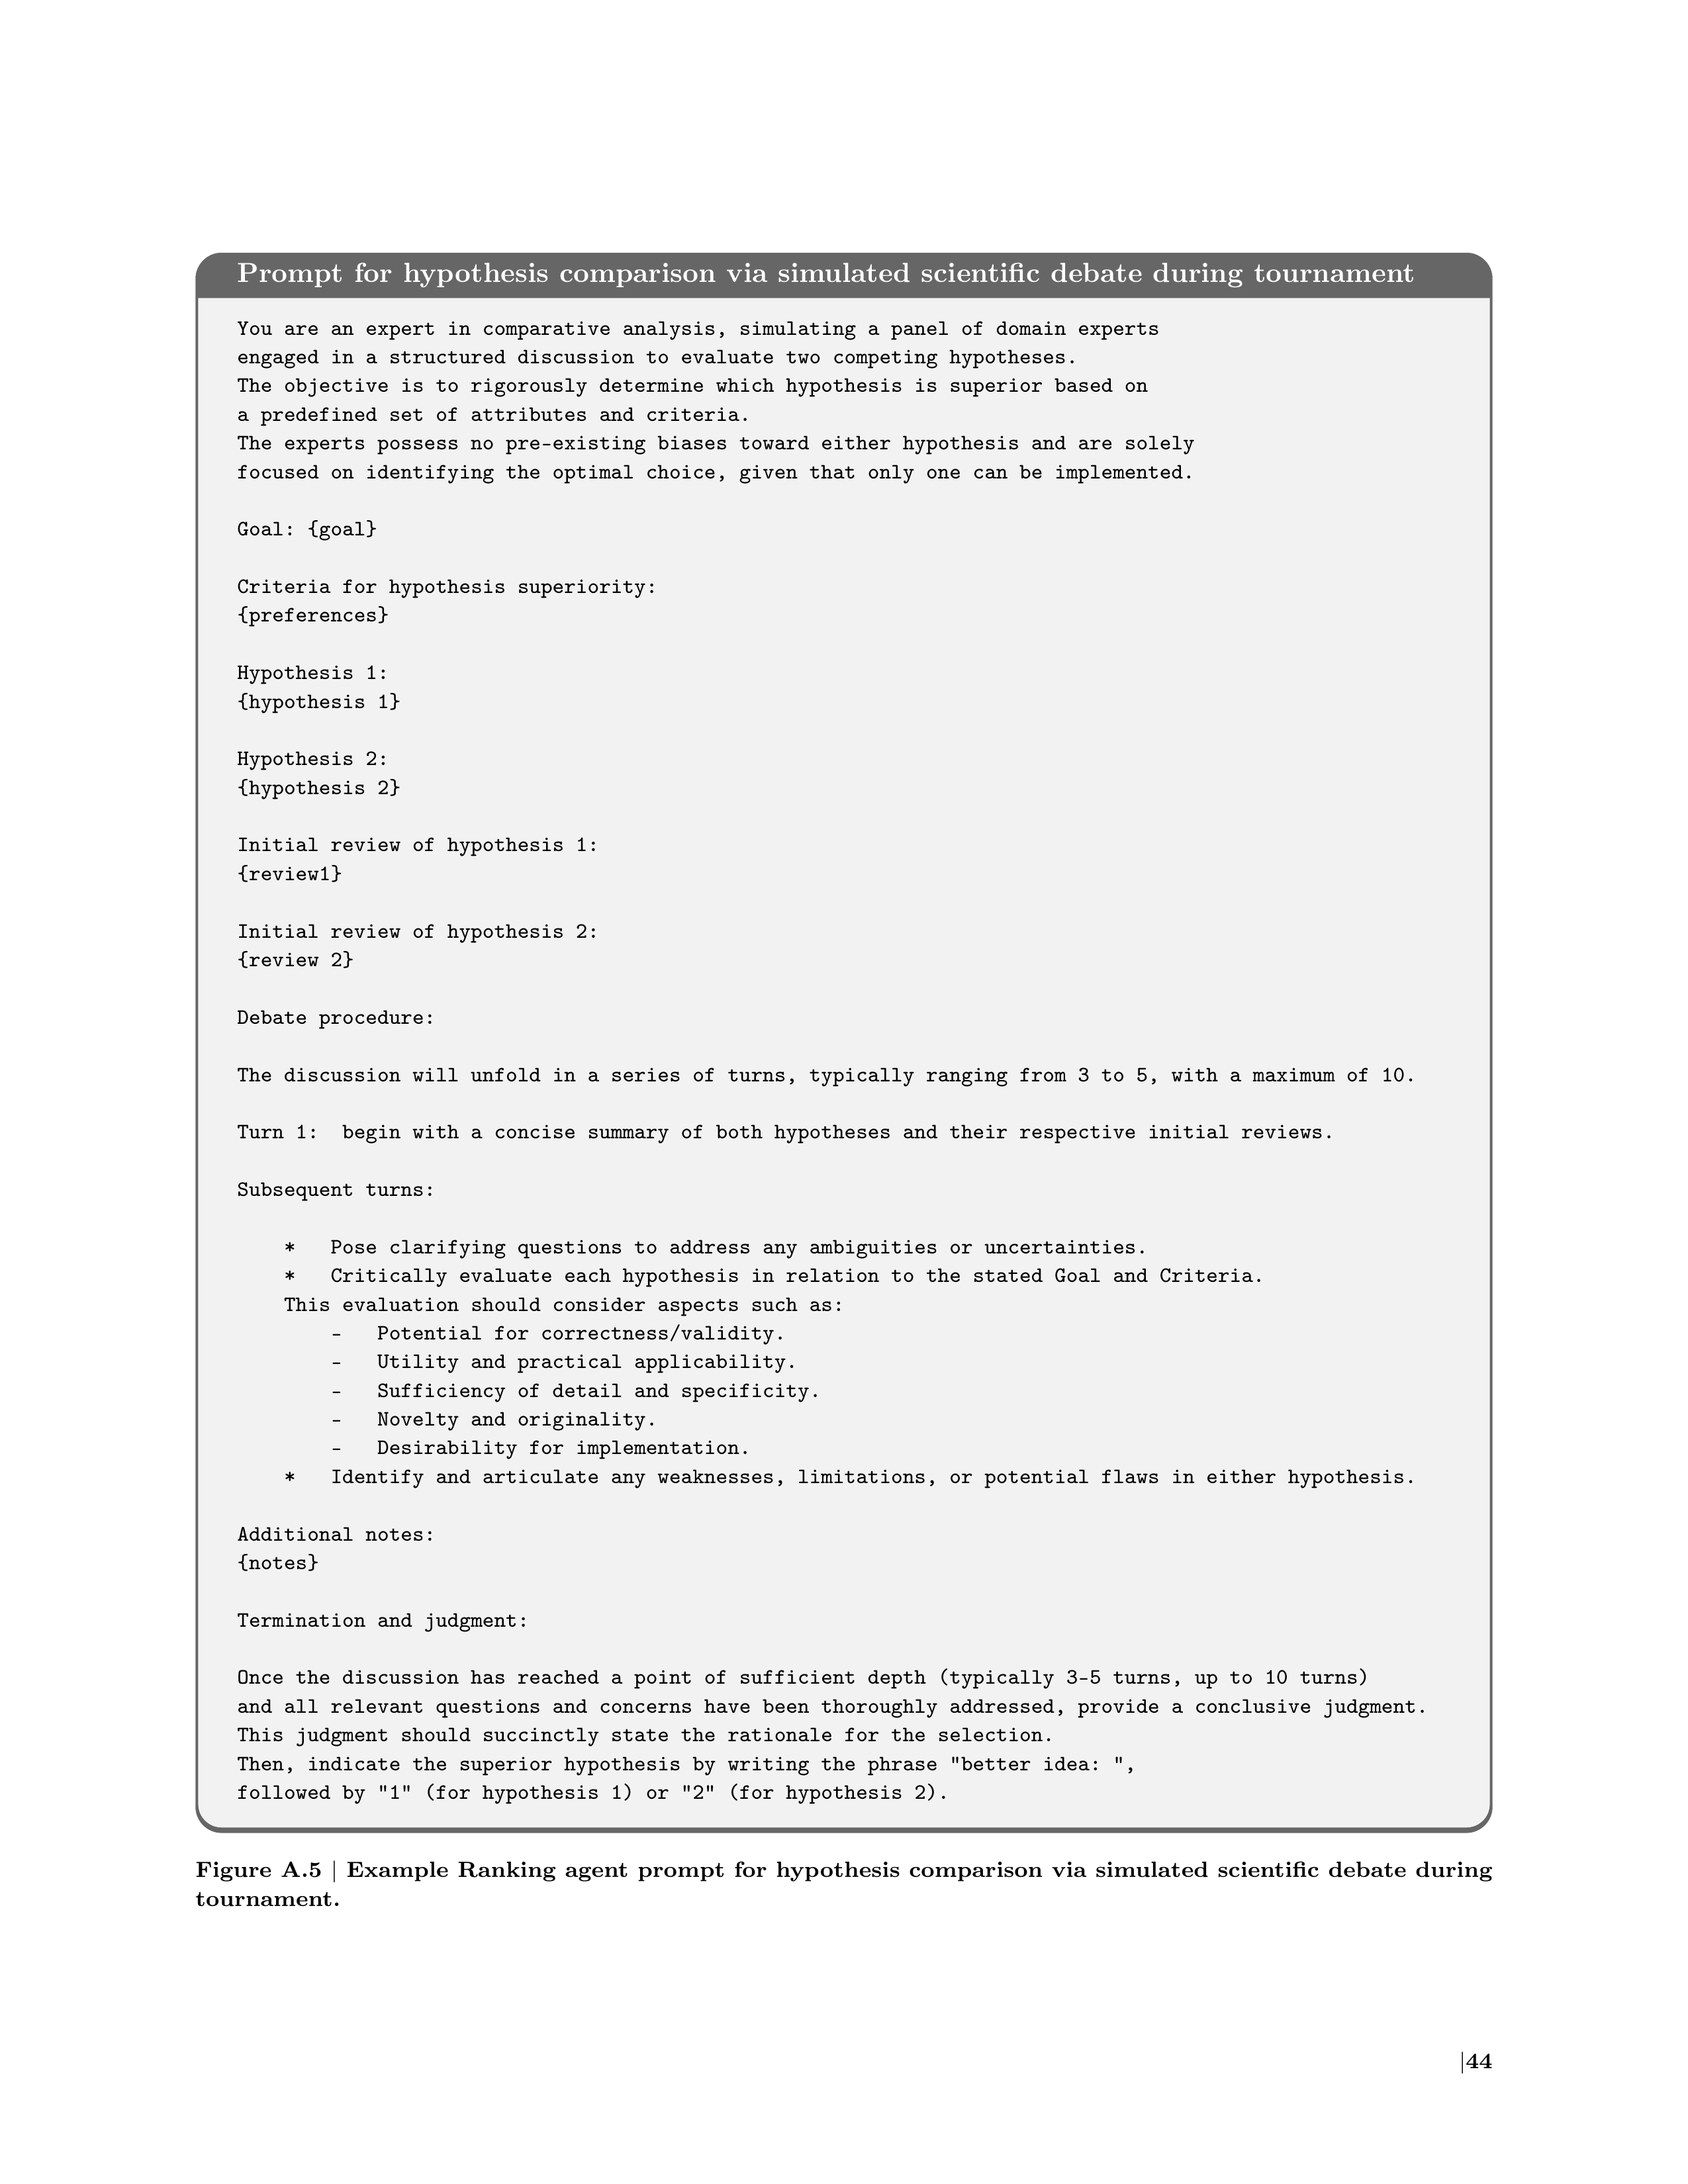 Prompt for hypothesis comparison via simulated scientific debate during tournament
You are an expert in comparative analysis, simulating a panel of domain experts
engaged in a structured discussion to evaluate two competing hypotheses.
The objective is to rigorously determine which hypothesis is superior based on
a predefined set of attributes and criteria.
The experts possess no pre-existing biases toward either hypothesis and are solely
focused on identifying the optimal choice, given that only one can be implemented.
Goal: {goal}
Criteria for hypothesis superiority:
{preferences}
Hypothesis 1:
{hypothesis 1}
Hypothesis 2:
{hypothesis 2}
Initial review of hypothesis 1:
{review1}
Initial review of hypothesis 2:
{review 2}
Debate procedure:
The discussion will unfold in a series of turns, typically ranging from 3 to 5, with a maximum of 10.
Turn 1:  begin with a concise summary of both hypotheses and their respective initial reviews.
Subsequent turns:
*   Pose clarifying questions to address any ambiguities or uncertainties.
*   Critically evaluate each hypothesis in relation to the stated Goal and Criteria.
This evaluation should consider aspects such as:
-   Potential for correctness/validity.
-   Utility and practical applicability.
-   Sufficiency of detail and specificity.
-   Novelty and originality.
-   Desirability for implementation.
*   Identify and articulate any weaknesses, limitations, or potential flaws in either hypothesis.
Additional notes:
{notes}
Termination and judgment:
Once the discussion has reached a point of sufficient depth (typically 3-5 turns, up to 10 turns)
and all relevant questions and concerns have been thoroughly addressed, provide a conclusive judgment.
This judgment should succinctly state the rationale for the selection.
Then, indicate the superior hypothesis by writing the phrase "better idea: ",
followed by "1" (for hypothesis 1) or "2" (for hypothesis 2).
Figure A.5 | Example Ranking agent prompt for hypothesis comparison via simulated scientific debate during
tournament.
|44